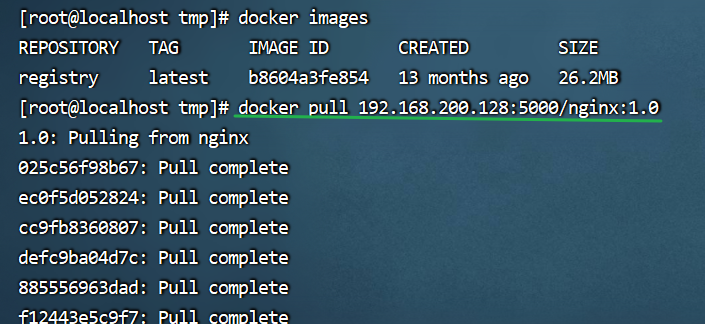 [root@localhost tmp]# docker images
REPOSITORY   TAG       IMAGE ID       CREATED         SIZE
registry     latest    b8604a3fe854   13 months ago   26.2MB
[root@localhost tmp]# docker pull 192.168.200.128:5000/nginx:1.0
1.0: Pulling from nginx
025c56f98b67: Pull complete
ec0f5d052824: Pull complete
cc9fb8360807: Pull complete
defc9ba04d7c: Pull complete
885556963dad: Pull complete
f12443e5c9f7: Pull complete